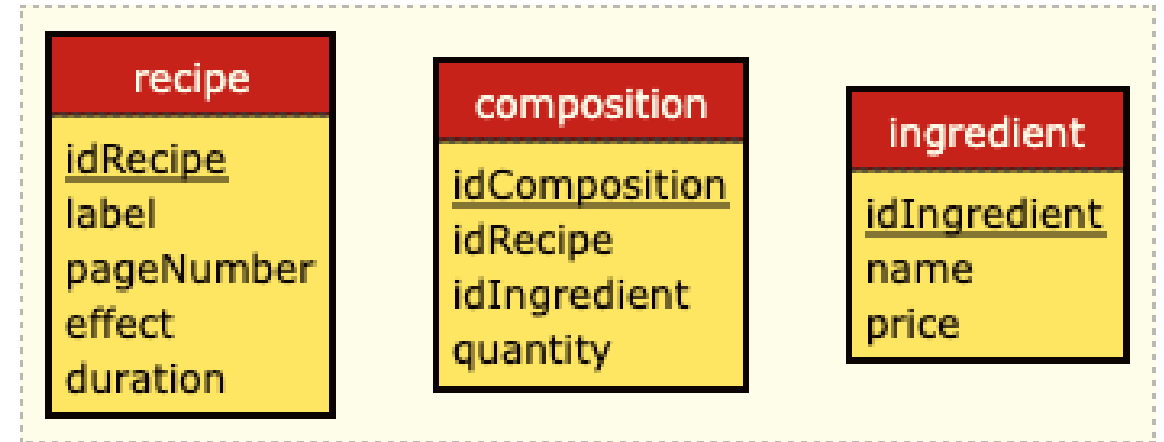 recipe
idRecipe
label
pageNumber
effect
duration
composition
idComposition
idRecipe
idIngredient
quantity
ingredient
idIngredient
name
price